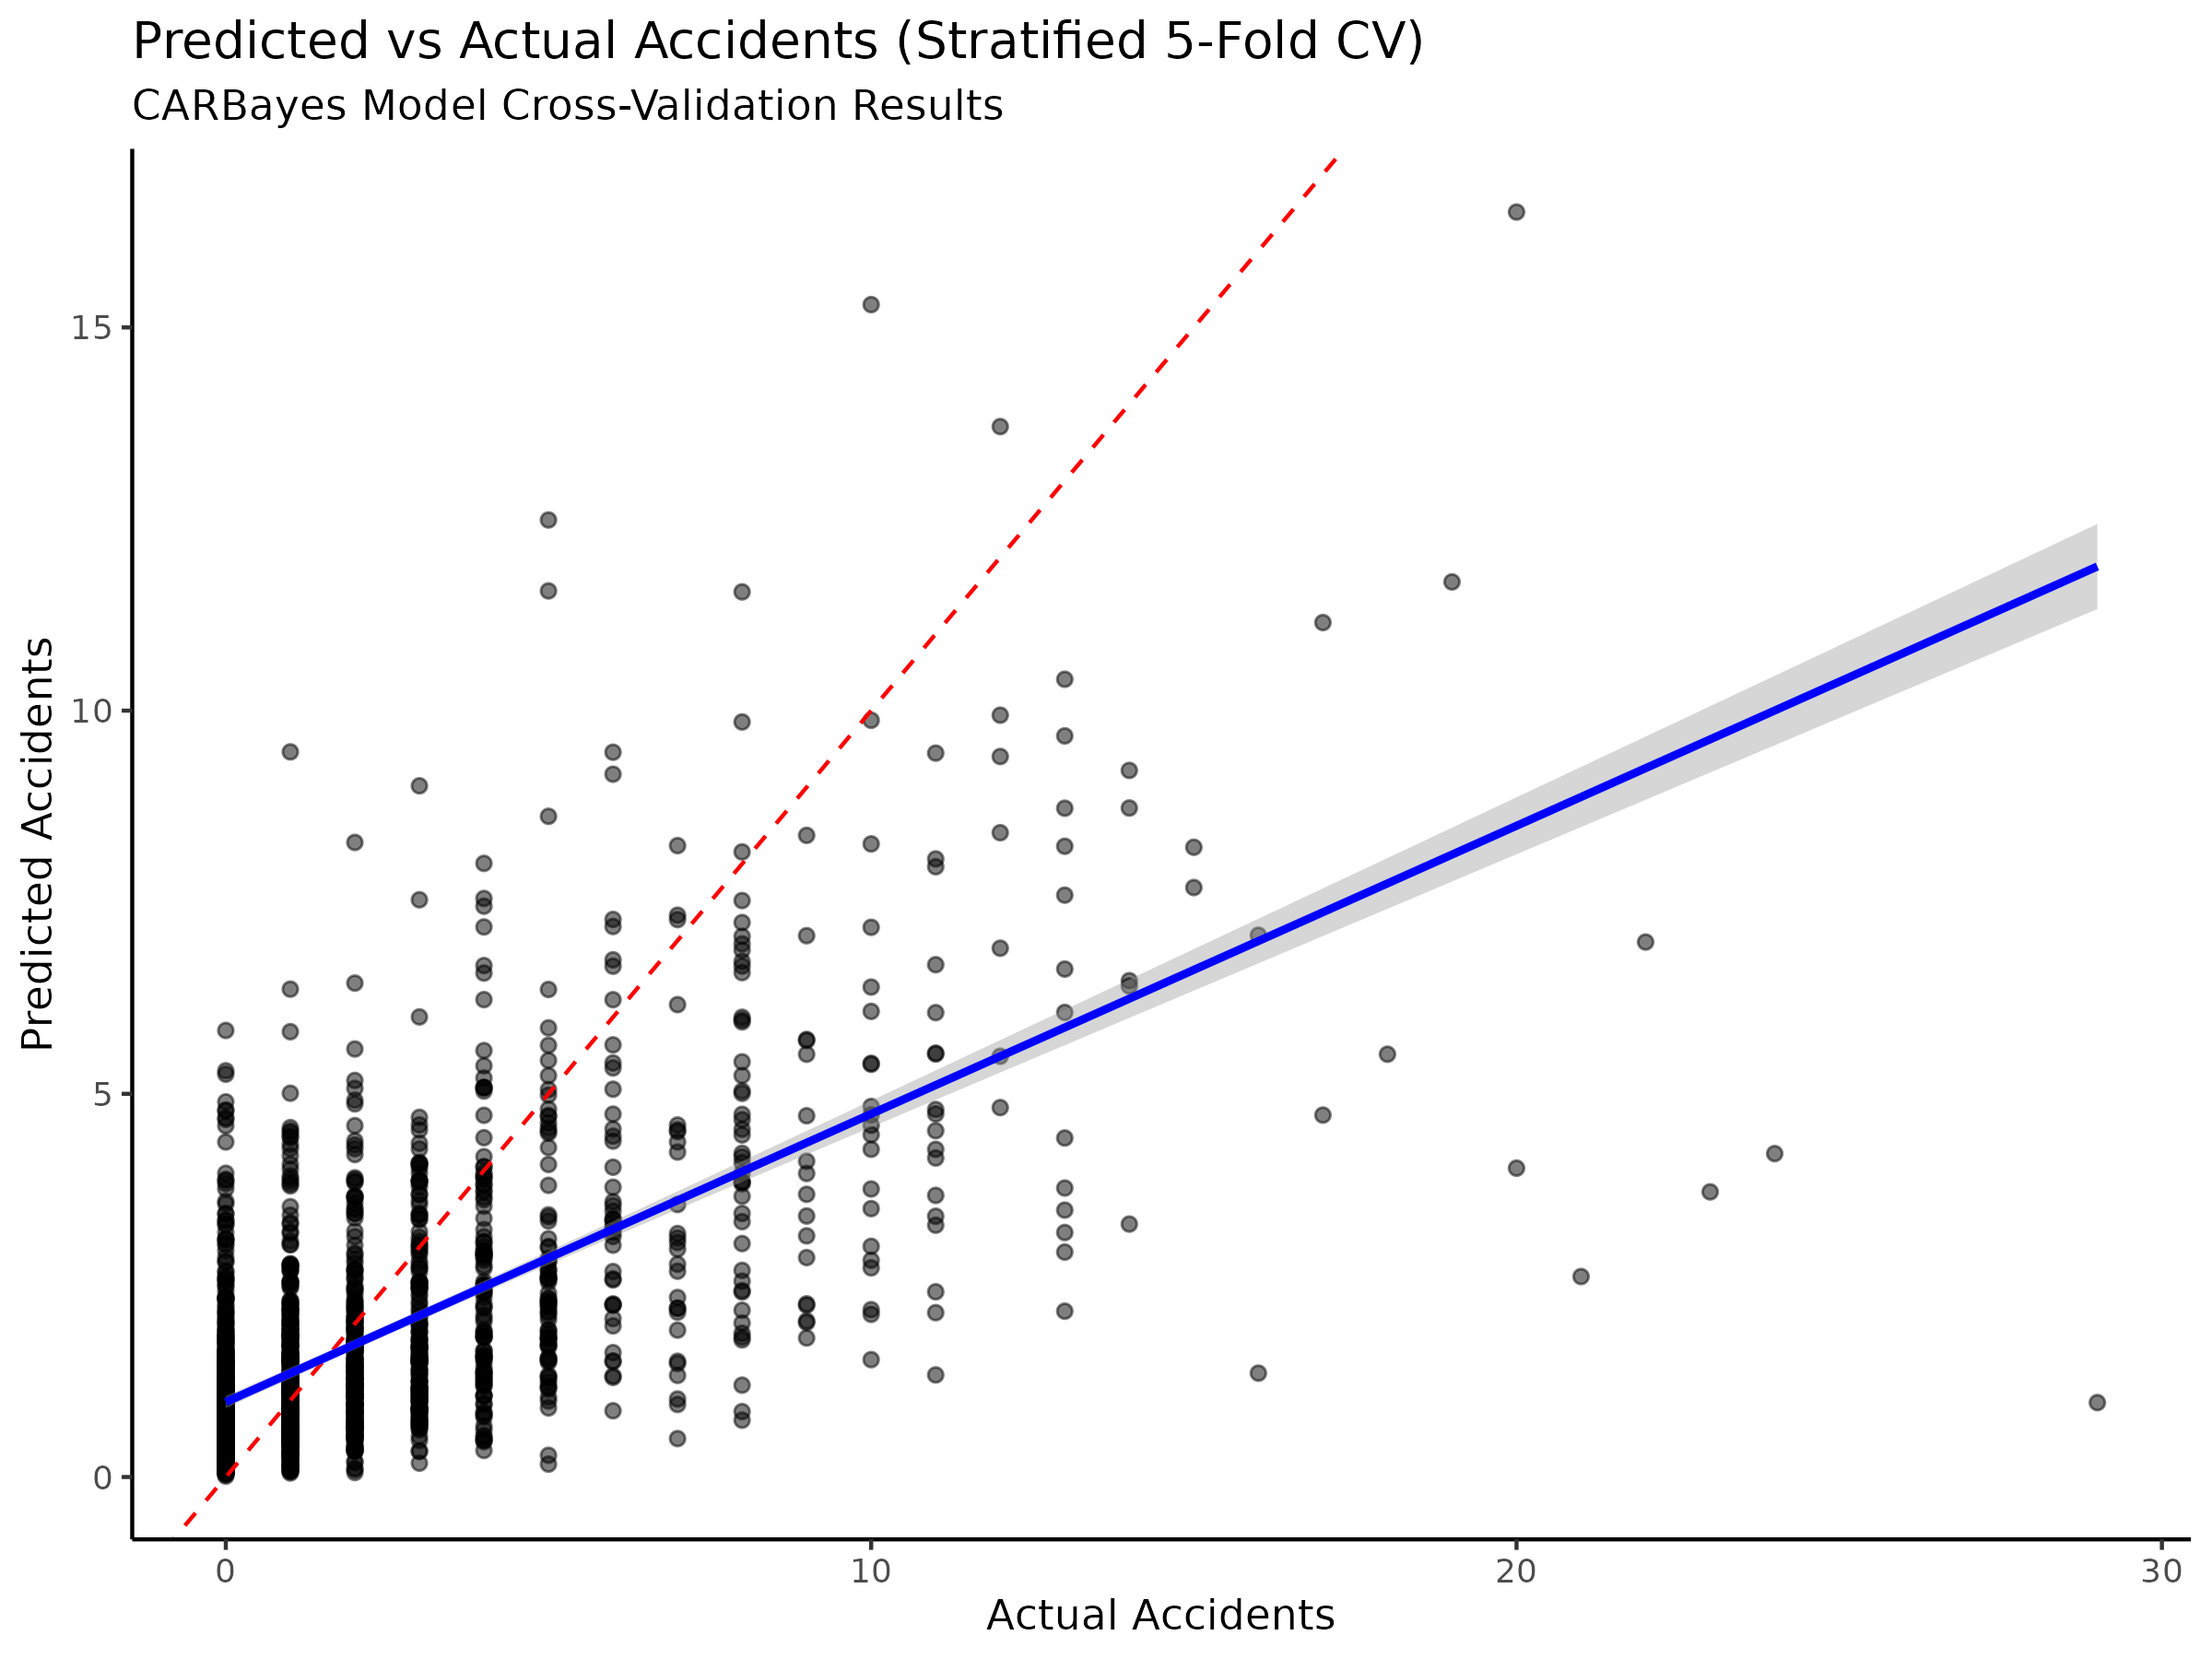 Predicted vs Actual Accidents (Stratified 5-Fold CV)
CARBayes Model Cross-Validation Results
Predicted Accidents
15
10
5
0
0 10 20 30
Actual Accidents